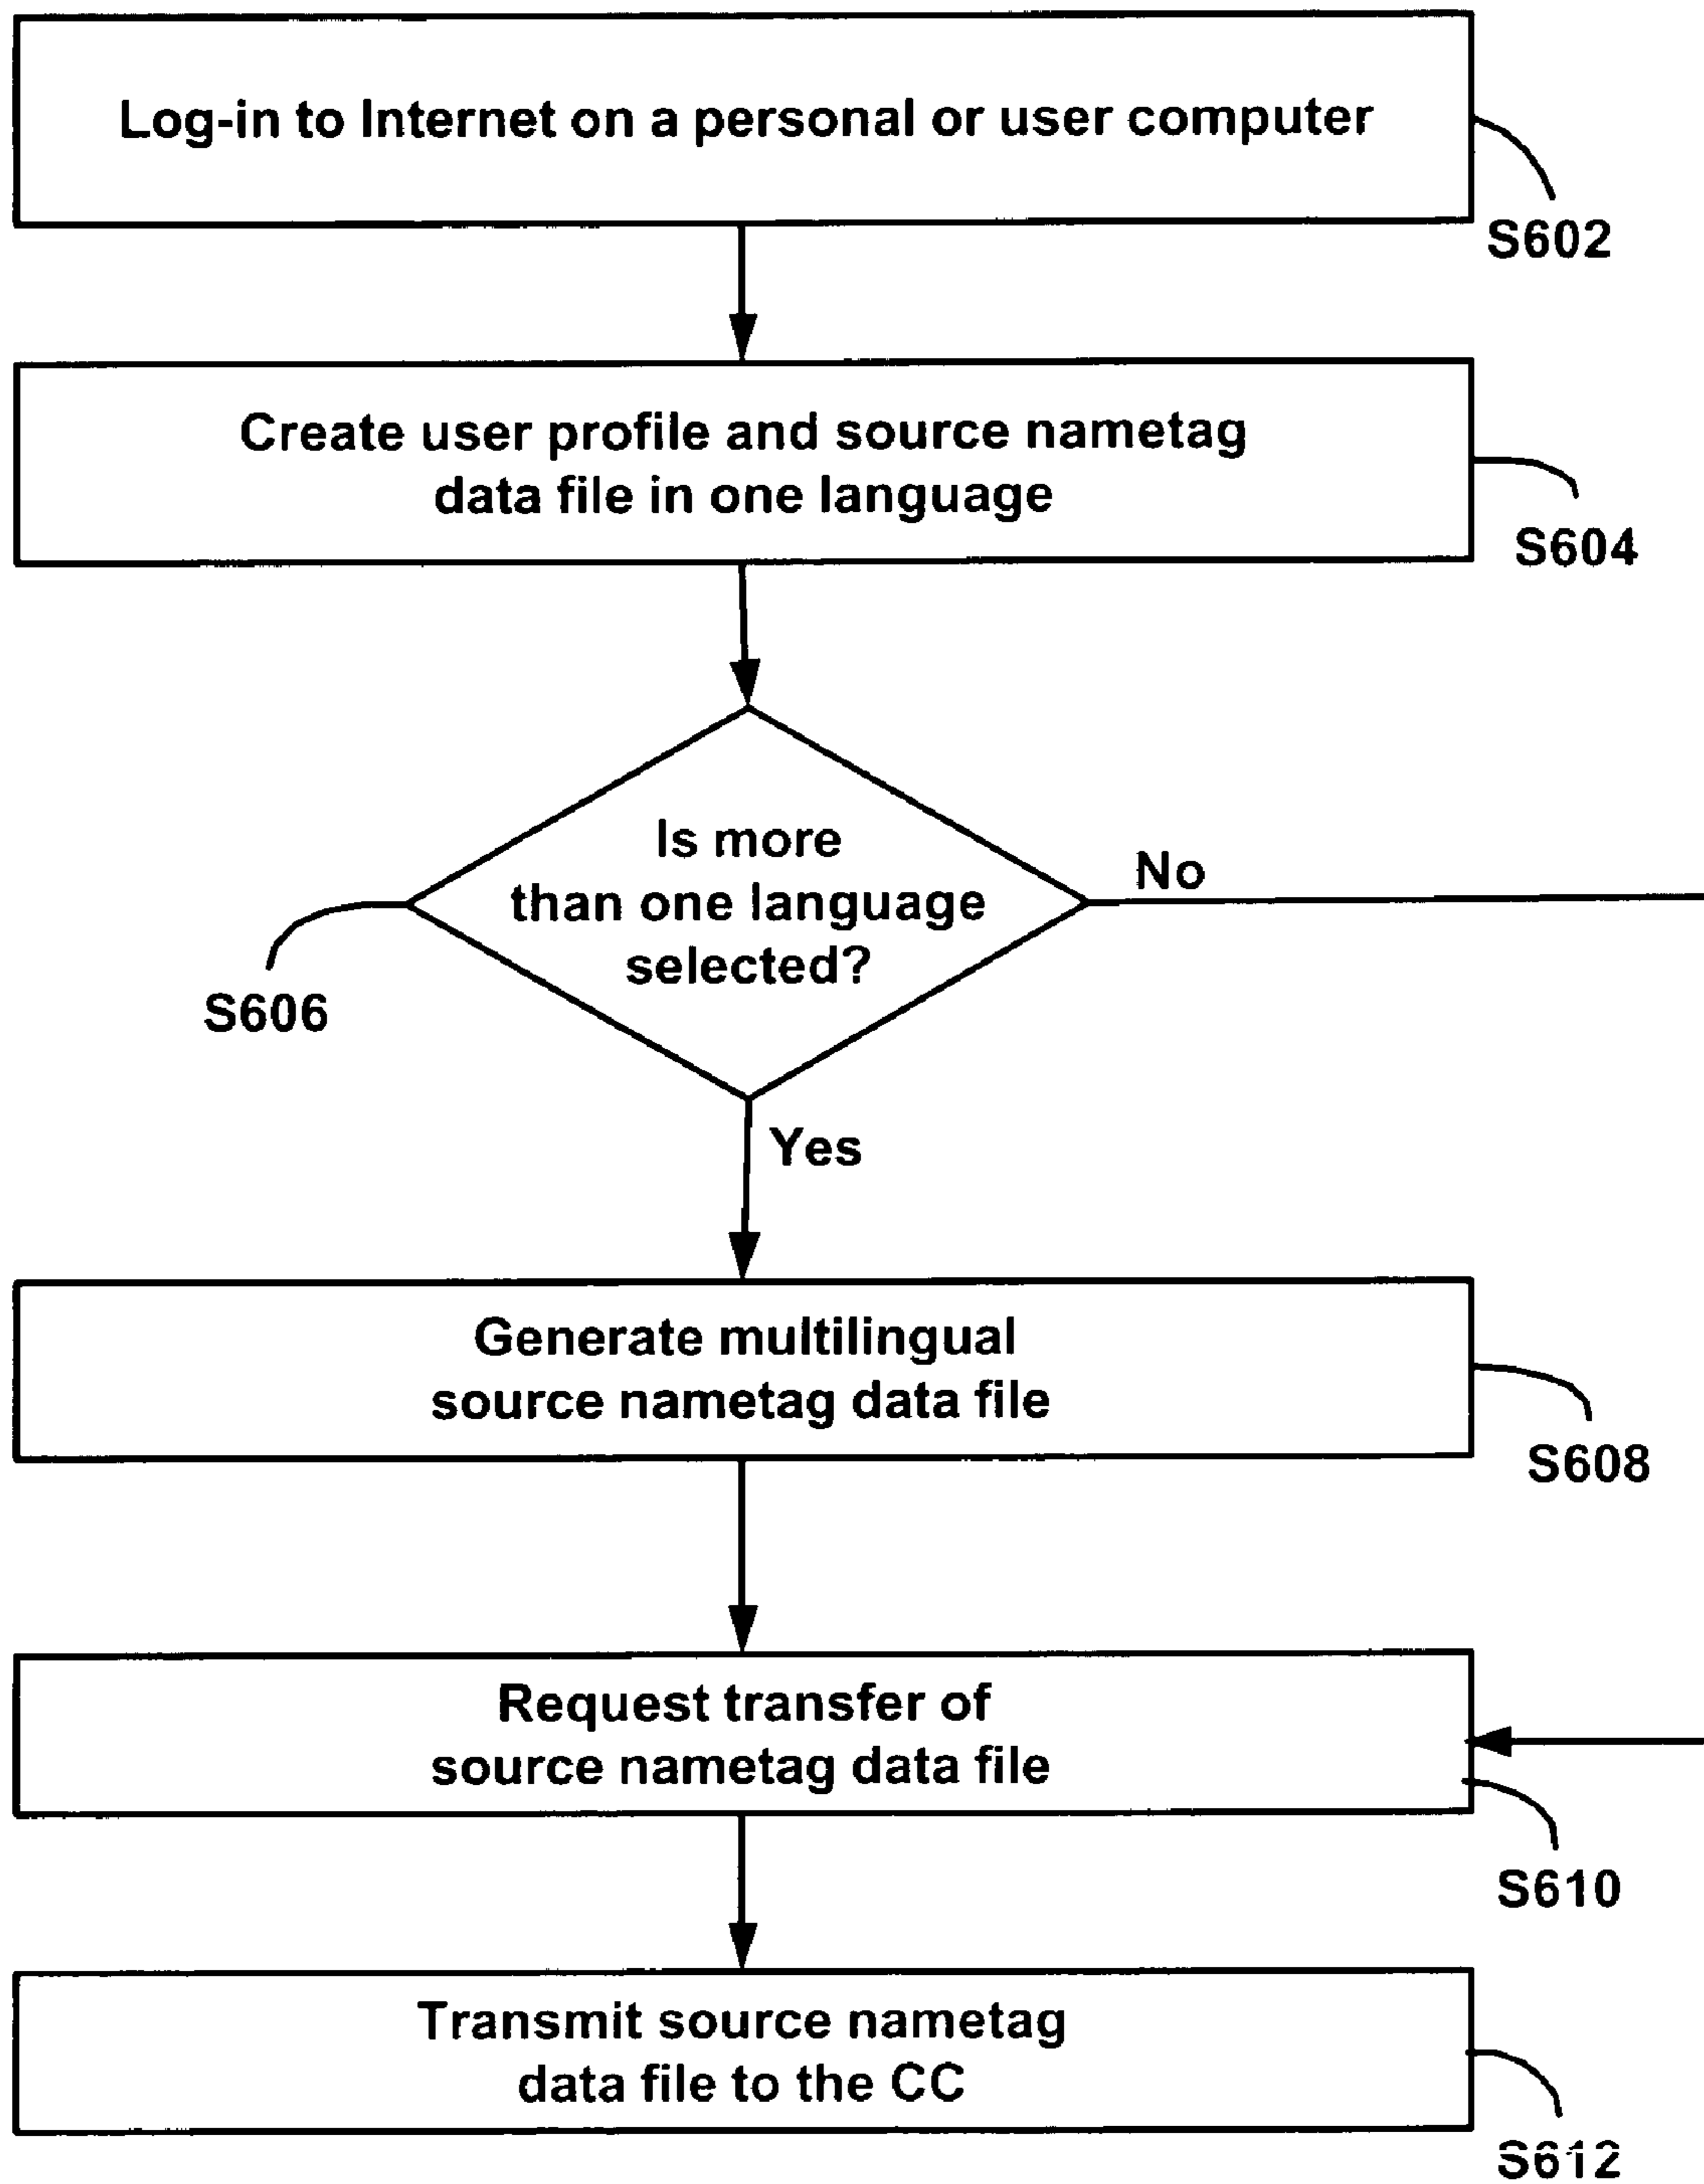 Log-in to Internet on a personal or user computer
S602
Create user profile and source nametag
data file in one language
S604
Is more
than one language
selected?
No
S606
Yes
Generate multilingual
source nametag data file
S608
Request transfer of
source nametag data file
S610
Transmit source nametag
data file to the CC
S612